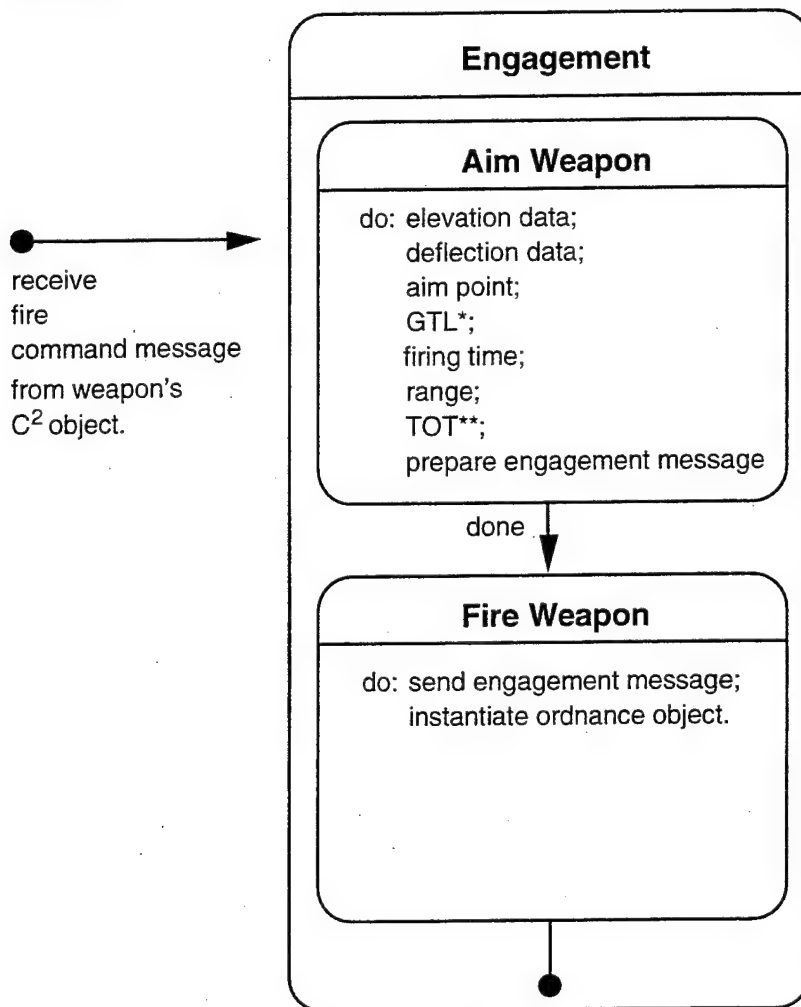 Engagement
Aim Weapon
do: elevation data;
deflection data;
aim point;
GTL*;
firing time;
range;
TOT**;
prepare engagement message
receive
fire
command message
from weapon's
C² object.
done
Fire Weapon
do: send engagement message;
instantiate ordnance object.